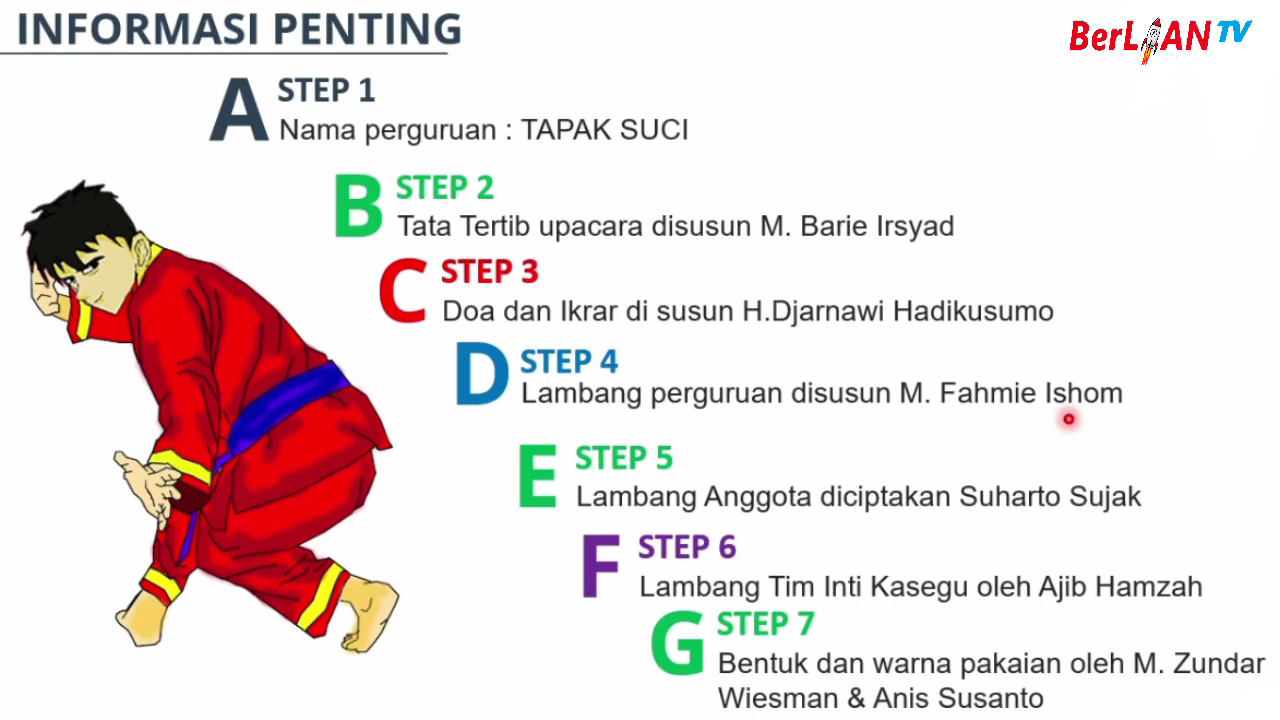 INFORMASI PENTING
BerLIAN TV
A STEP 1
Nama perguruan : TAPAK SUCI
B STEP 2
Tata Tertib upacara disusun M. Barie Irsyad
C STEP 3
Doa dan Ikrar di susun H.Djarnawi Hadikusumo
D STEP 4
Lambang perguruan disusun M. Fahmie Ishom
E STEP 5
Lambang Anggota diciptakan Suharto Sujak
F STEP 6
Lambang Tim Inti Kasegu oleh Ajib Hamzah
G STEP 7
Bentuk dan warna pakaian oleh M. Zundar
Wiesman & Anis Susanto